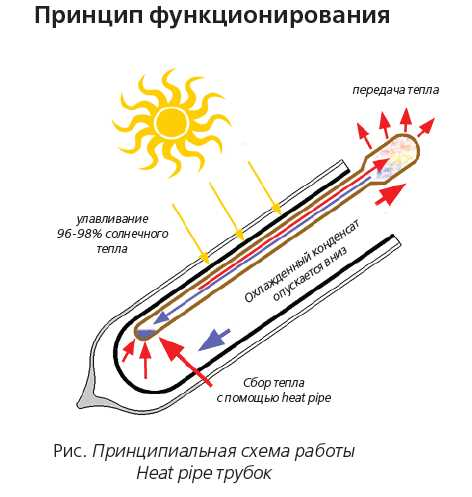 Принцип функционирования
передача тепла
улавливание
96-98% солнечного
тепла
Охлажденный конденсат
опускается вниз
Сбор тепла
с помощью heat pipe
Рис. Принципиальная схема работы
Heat pipe трубок